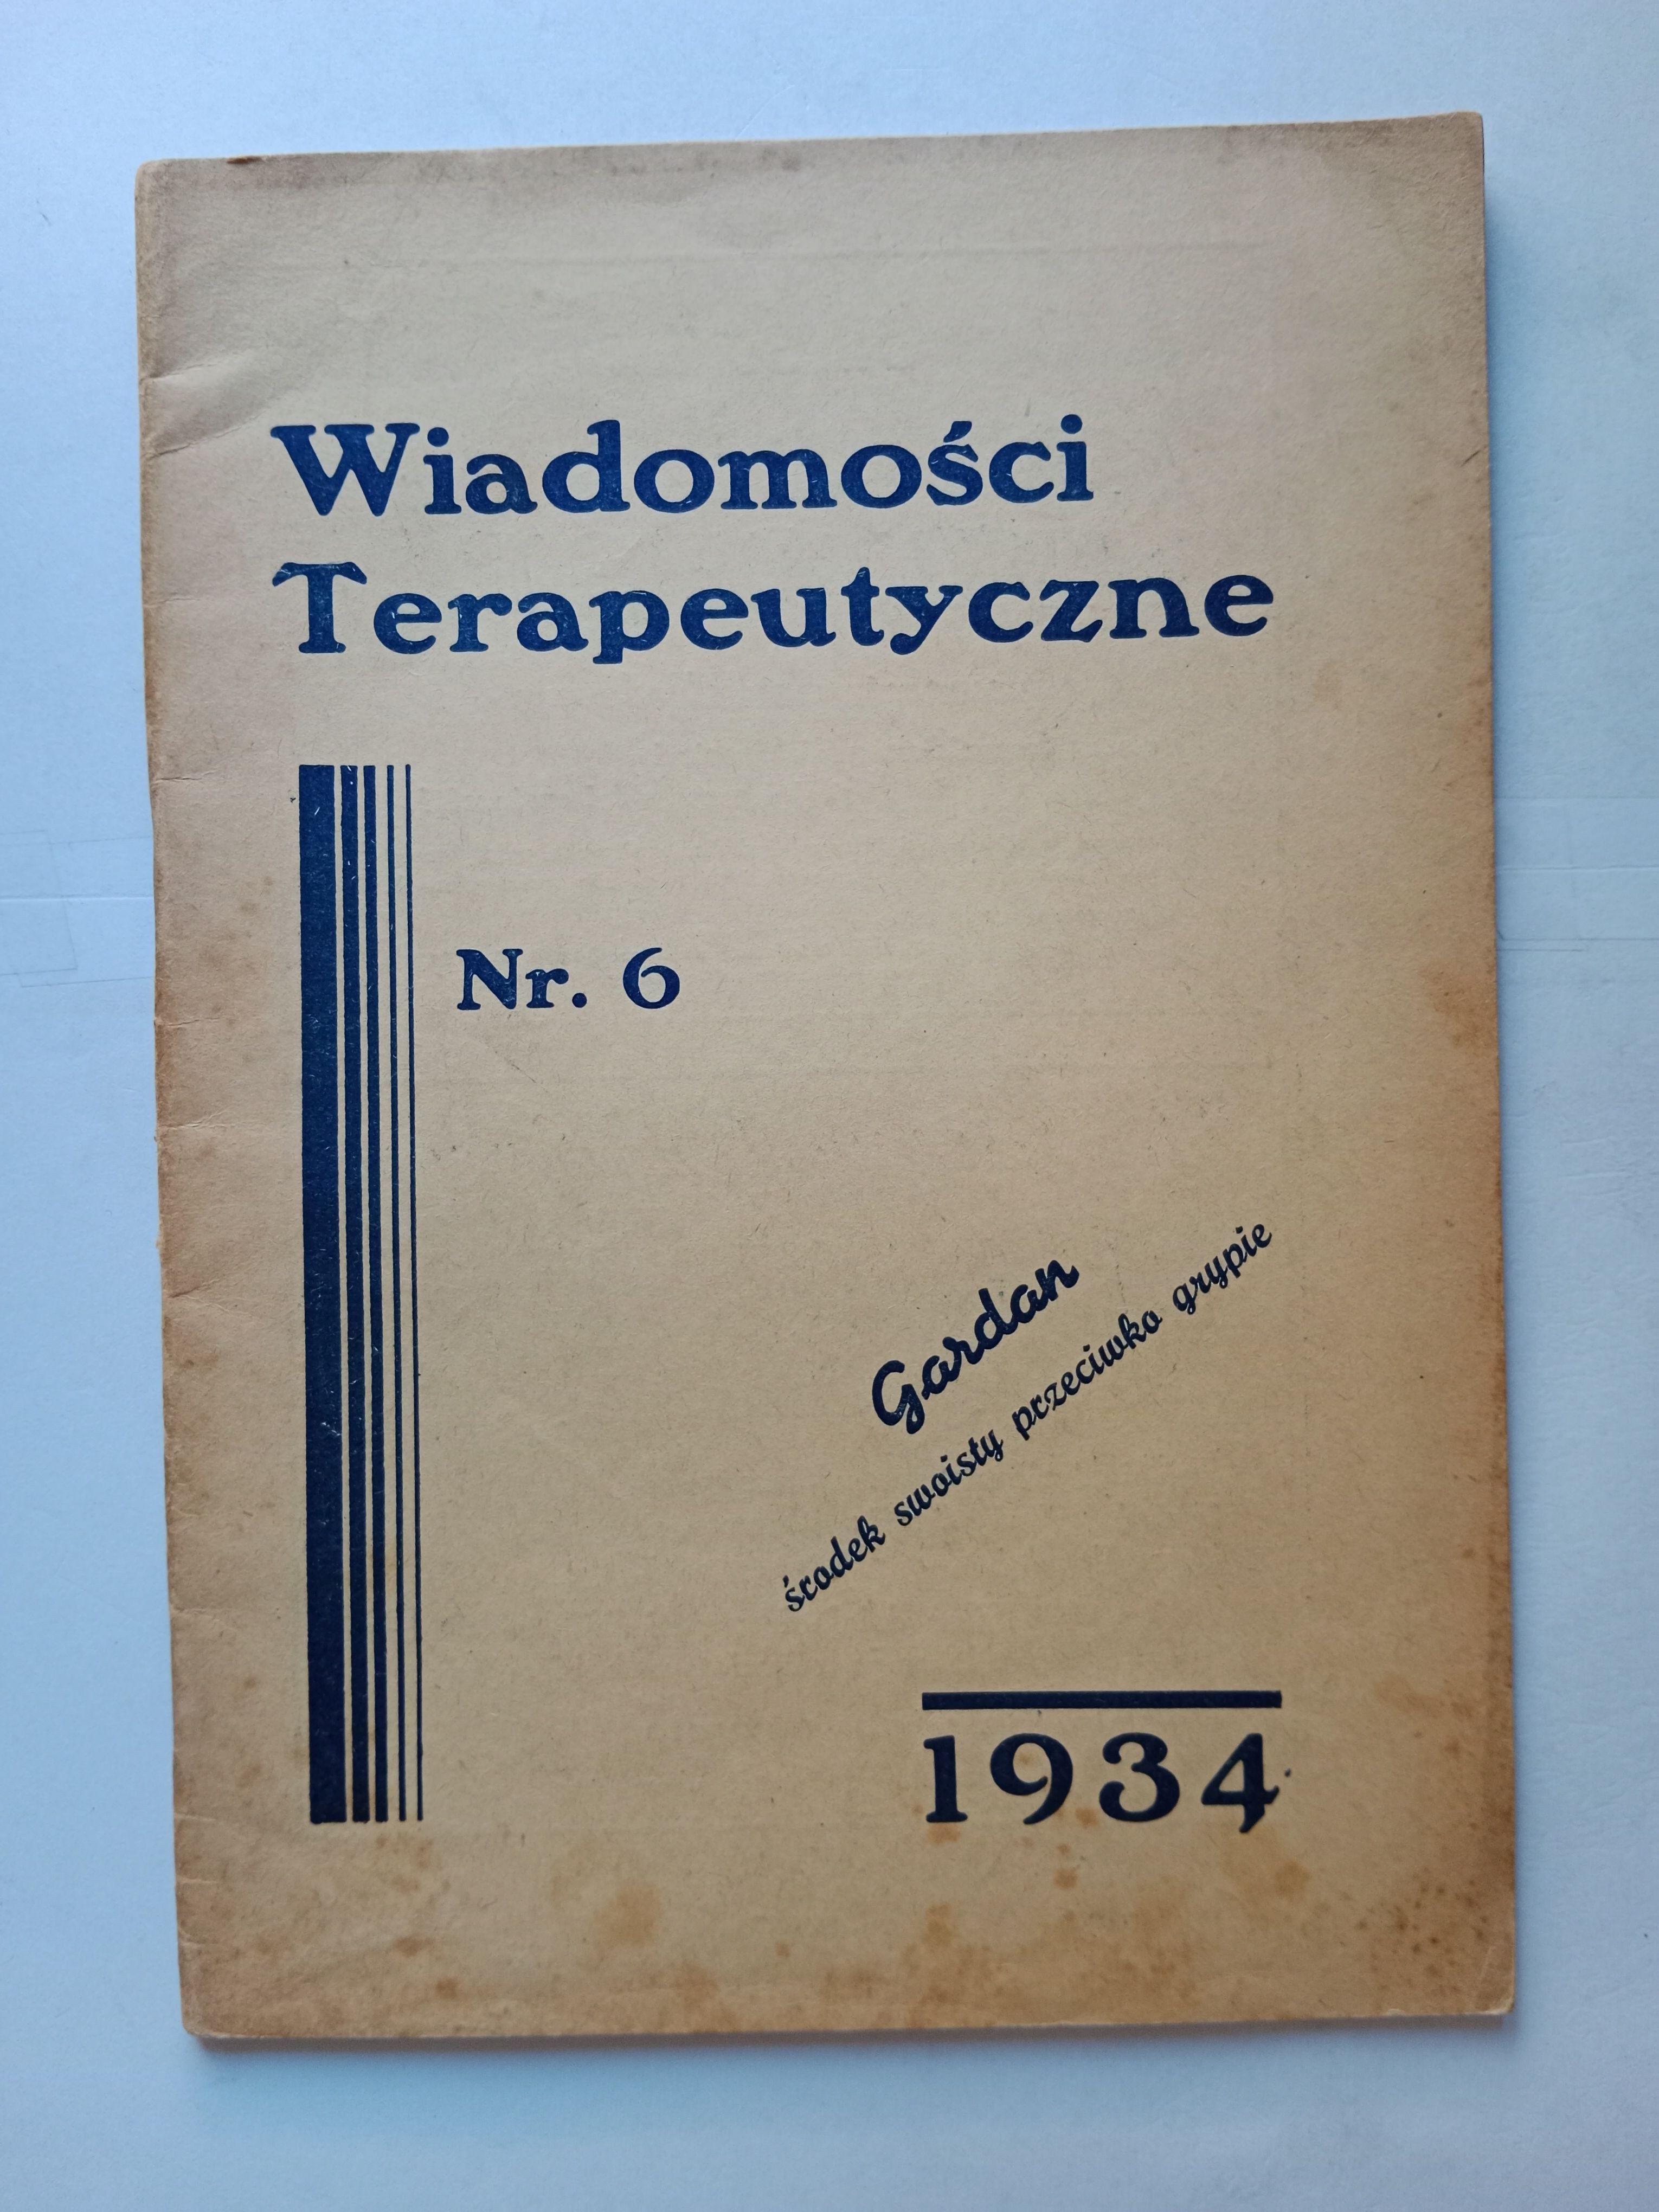 Wiadomości
Terapeutyczne
Nr. 6
Gardan
środek swoisty przeciwko grypie
1934